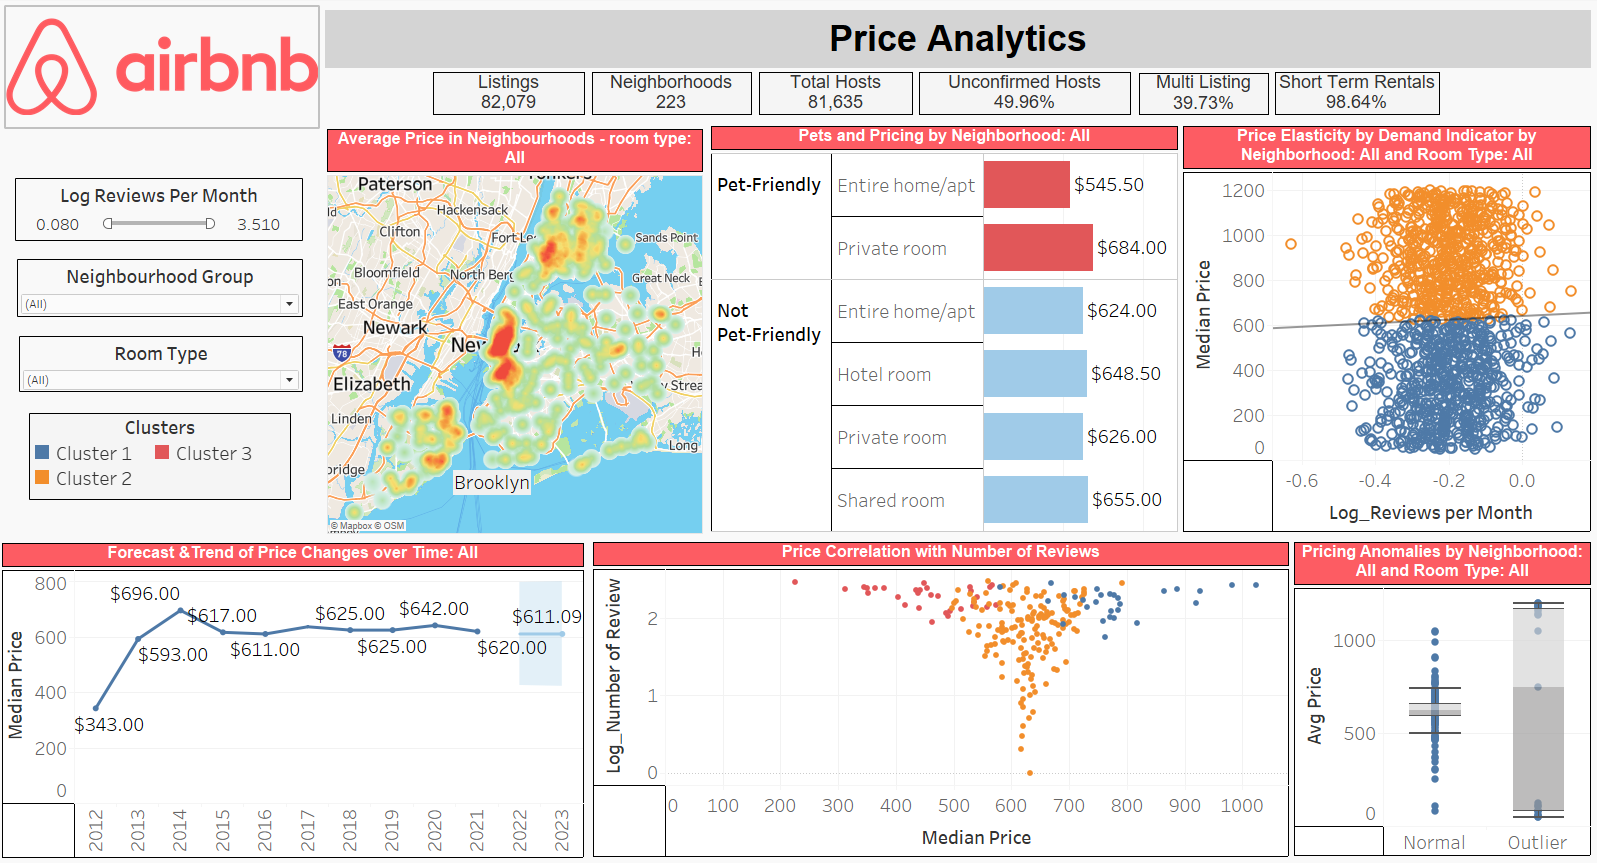 airbnb
Price Analytics
Listings
82,079
Neighborhoods
223
Total Hosts
81,635
Unconfirmed Hosts
49.96%
Multi Listing
39.73%
Short Term Rentals
98.64%
Log Reviews Per Month
0.080
3.510
Neighbourhood Group
(All)
Room Type
(All)
Clusters
Cluster 1
Cluster 3
Cluster 2
Average Price in Neighbourhoods - room type:
All
Paterson
Hackensack
Clifton
Sands Point
Bloomfield
Great Neck
East Orange
Newark
78
Elizabeth
Linden
Long
Brooklyn
© Mapbox © OSM
Pets and Pricing by Neighborhood: All
Pet-Friendly
Entire home/apt
$545.50
Private room
$684.00
Not
Pet-Friendly
Entire home/apt
$624.00
Hotel room
$648.50
Private room
$626.00
Shared room
$655.00
Price Elasticity by Demand Indicator by
Neighborhood: All and Room Type: All
Median Price
1200
1000
800
600
400
200
0
-0.6
-0.4
-0.2
0.0
Log_Reviews per Month
Forecast &Trend of Price Changes over Time: All
Median Price
800
600
400
200
0
$343.00
$593.00
$696.00
$617.00
$611.00
$625.00
$625.00
$642.00
$620.00
$611.09
2012
2013
2014
2015
2016
2017
2018
2019
2020
2021
2022
2023
Price Correlation with Number of Reviews
Log_Number of Review
2
1
0
0
100
200
300
400
500
600
700
800
900
1000
Median Price
Pricing Anomalies by Neighborhood:
All and Room Type: All
Avg Price
1000
500
0
Normal
Outlier